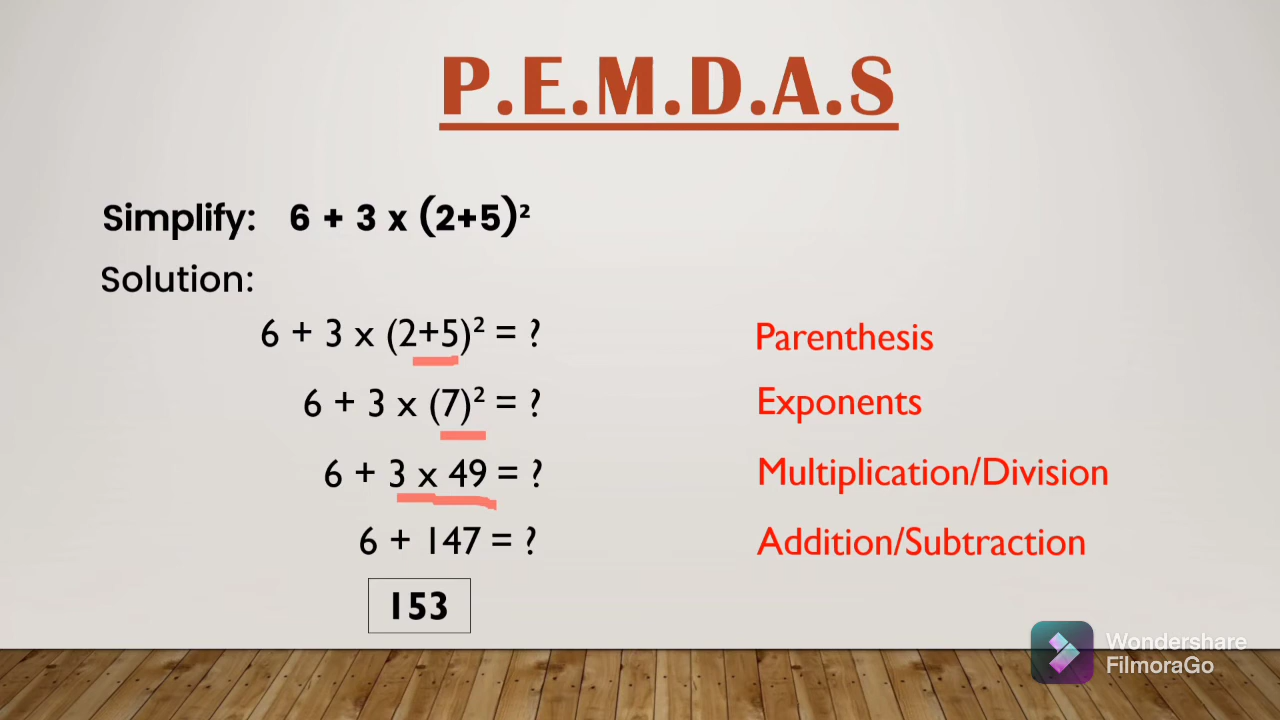 P.E.M.D.A.S
Simplify: 6 + 3 x (2+5)²
Solution:
6 + 3 x (2+5)² = ? Parenthesis
6 + 3 x (7)² = ? Exponents
6 + 3 x 49 = ? Multiplication/Division
6 + 147 = ? Addition/Subtraction
153
Wondershare
FilmoraGo